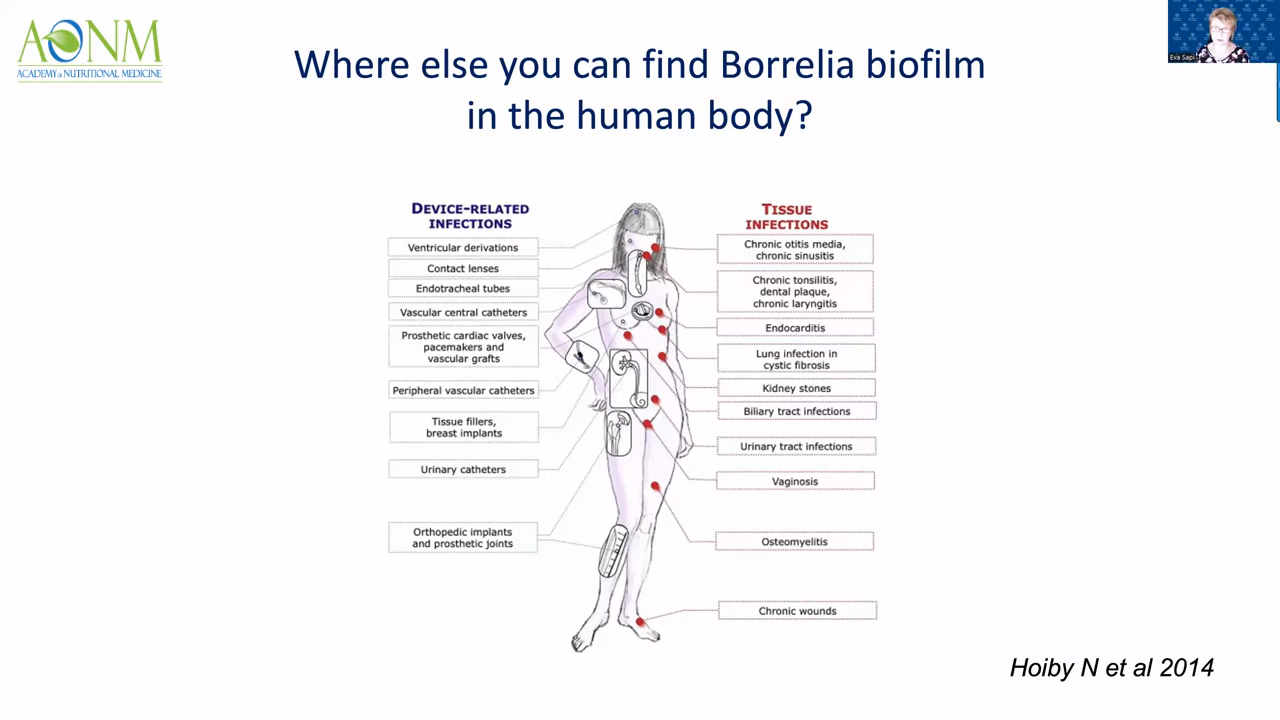 AONM
ACADEMY of NUTRITIONAL MEDICINE
Where else you can find Borrelia biofilm
in the human body?
Eva Sapi
DEVICE-RELATED
INFECTIONS
Ventricular derivations
Contact lenses
Endotracheal tubes
Vascular central catheters
Prosthetic cardiac valves,
pacemakers and
vascular grafts
Peripheral vascular catheters
Tissue fillers,
breast implants
Urinary catheters
Orthopedic implants
and prosthetic joints
TISSUE
INFECTIONS
Chronic otitis media,
chronic sinusitis
Chronic tonsilitis,
dental plaque,
chronic laryngitis
Endocarditis
Lung infection in
cystic fibrosis
Kidney stones
Biliary tract infections
Urinary tract infections
Vaginosis
Osteomyelitis
Chronic wounds
Hoiby N et al 2014